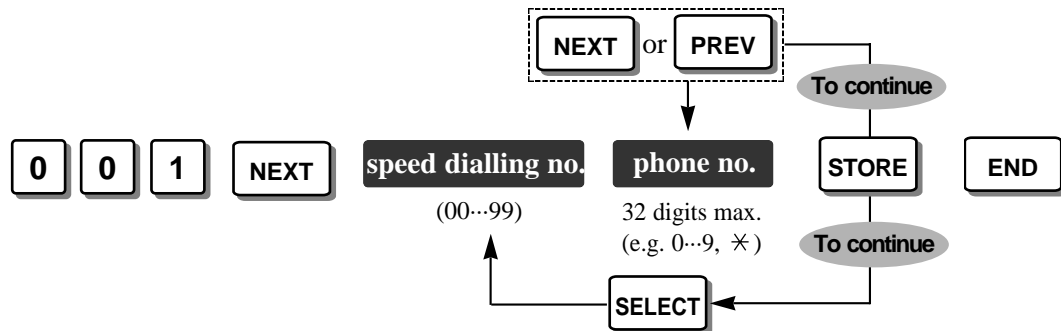 NEXT or PREV
To continue
0 0 1 NEXT speed dialling no. phone no. STORE END
(00···99) 32 digits max.
(e.g. 0···9, ✳)
To continue
SELECT